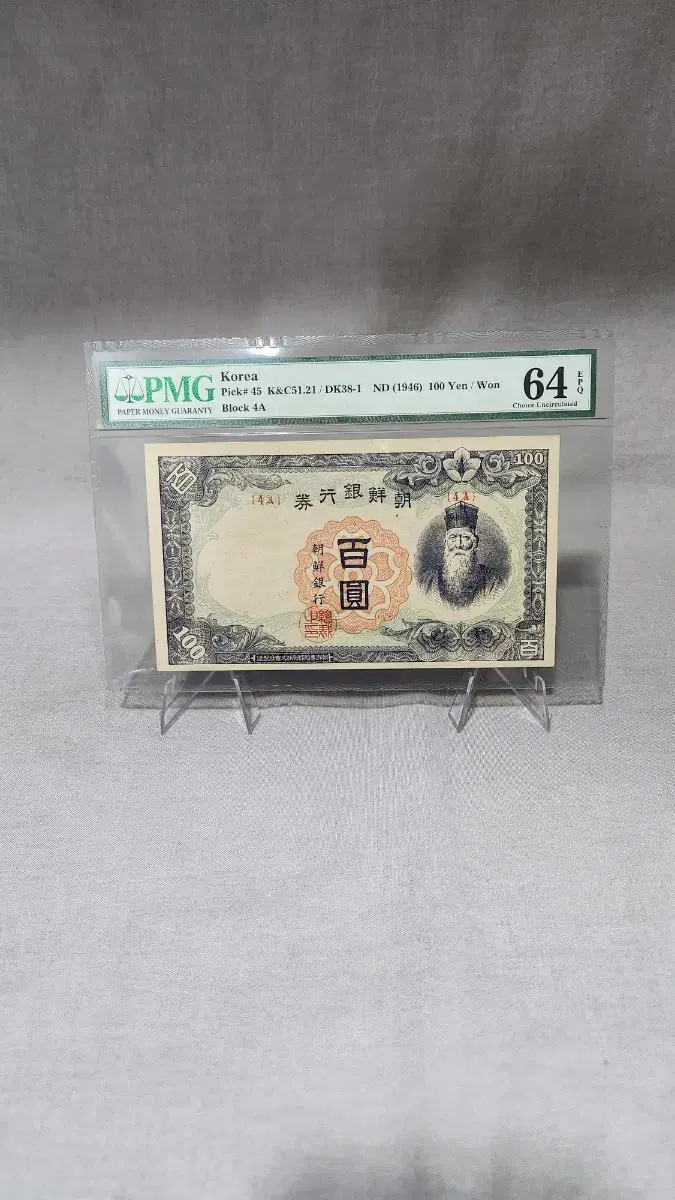 PMG
PAPER MONEY GUARANTY
Korea
Pick# 45 K&C51.21 / DK38-1 ND (1946) 100 Yen / Won
Block 4A
64 EPQ
Choice Uncirculated
百
100
{4A}
{4A}
券行銀鮮朝
百圓
朝鮮銀行
100
百